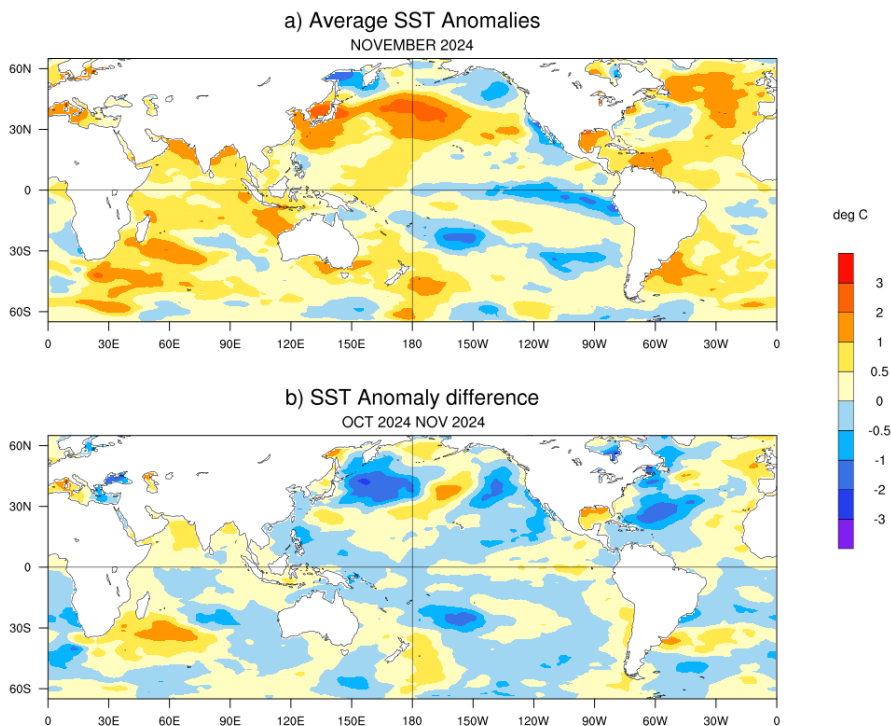 a) Average SST Anomalies
NOVEMBER 2024
60N
30N
0
30S
60S
0 30E 60E 90E 120E 150E 180 150W 120W 90W 60W 30W 0
deg C
3
2
1
0.5
0
-0.5
-1
-2
-3
b) SST Anomaly difference
OCT 2024 NOV 2024
60N
30N
0
30S
60S
0 30E 60E 90E 120E 150E 180 150W 120W 90W 60W 30W 0